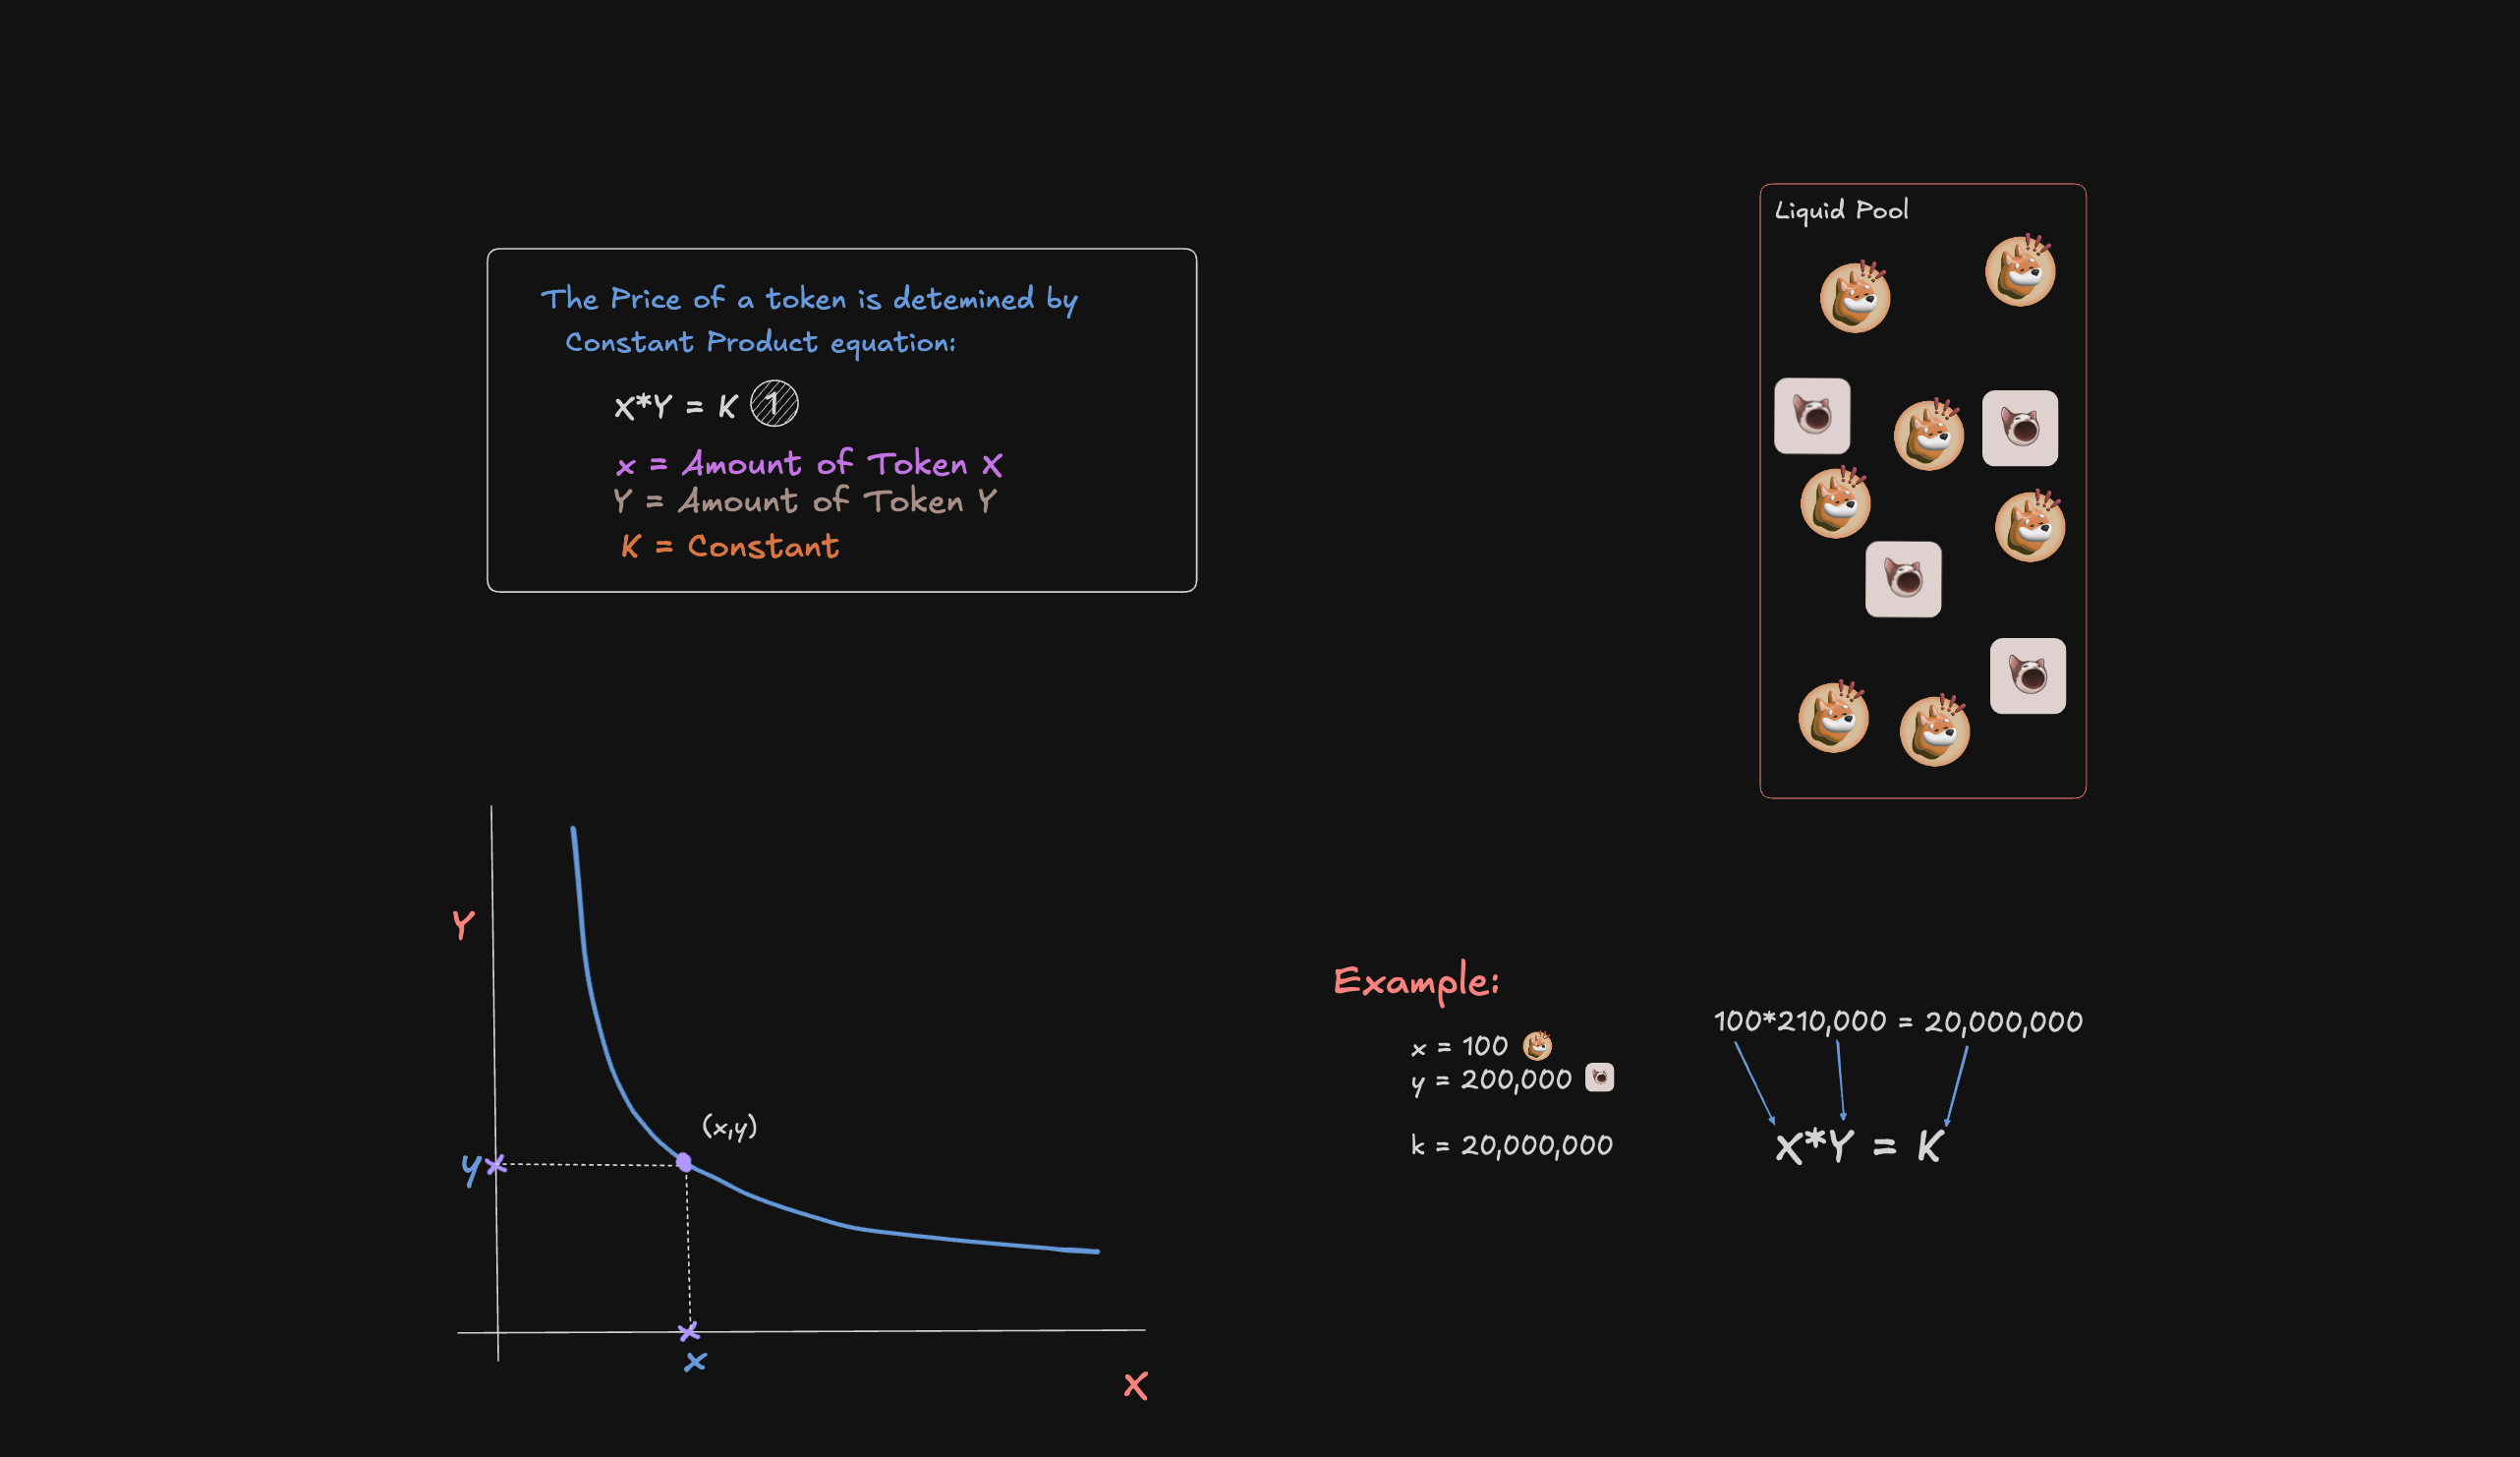 The Price of a token is detemined by
Constant Product equation:
X*Y = K 1
x = Amount of Token X
Y = Amount of Token Y
K = Constant
Liquid Pool
Y
(x,y)
y
x
X
Example:
x = 100
y = 200,000
k = 20,000,000
100*210,000 = 20,000,000
X*Y = K